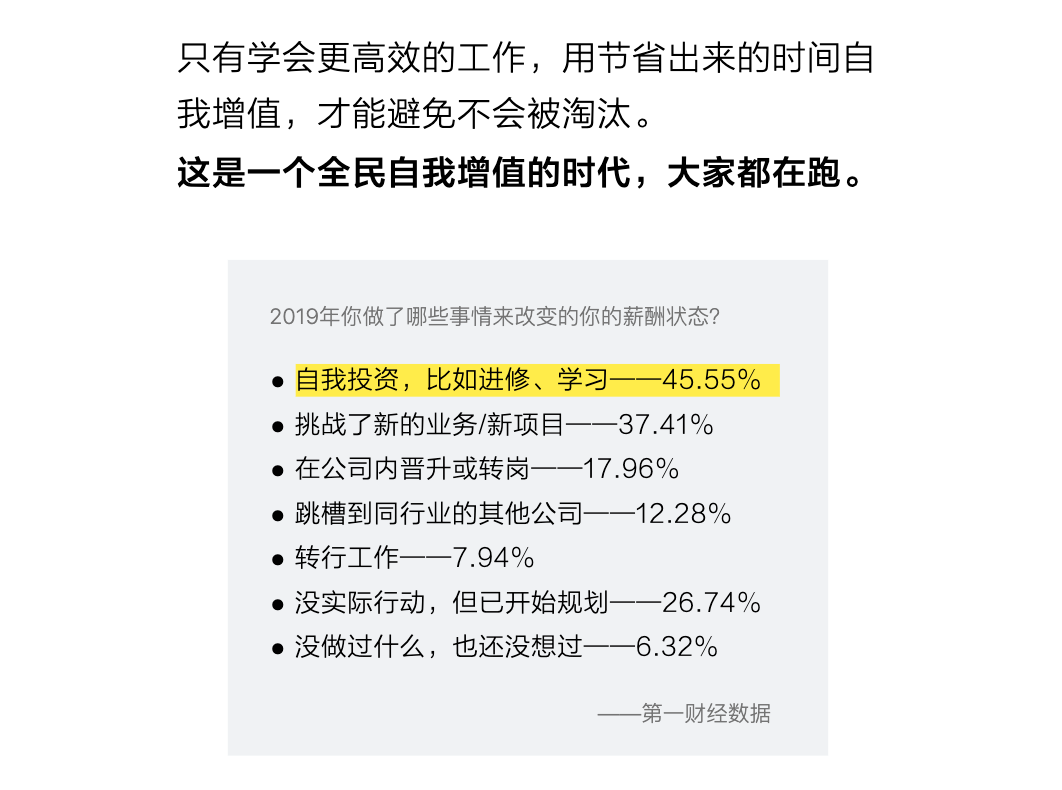 只有学会更高效的工作，用节省出来的时间自
我增值，才能避免不会被淘汰。
这是一个全民自我增值的时代，大家都在跑。
2019年你做了哪些事情来改变的你的薪酬状态？
● 自我投资，比如进修、学习——45.55%
● 挑战了新的业务/新项目——37.41%
● 在公司内晋升或转岗——17.96%
● 跳槽到同行业的其他公司——12.28%
● 转行工作——7.94%
● 没实际行动，但已开始规划——26.74%
● 没做过什么，也还没想过——6.32%
——第一财经数据